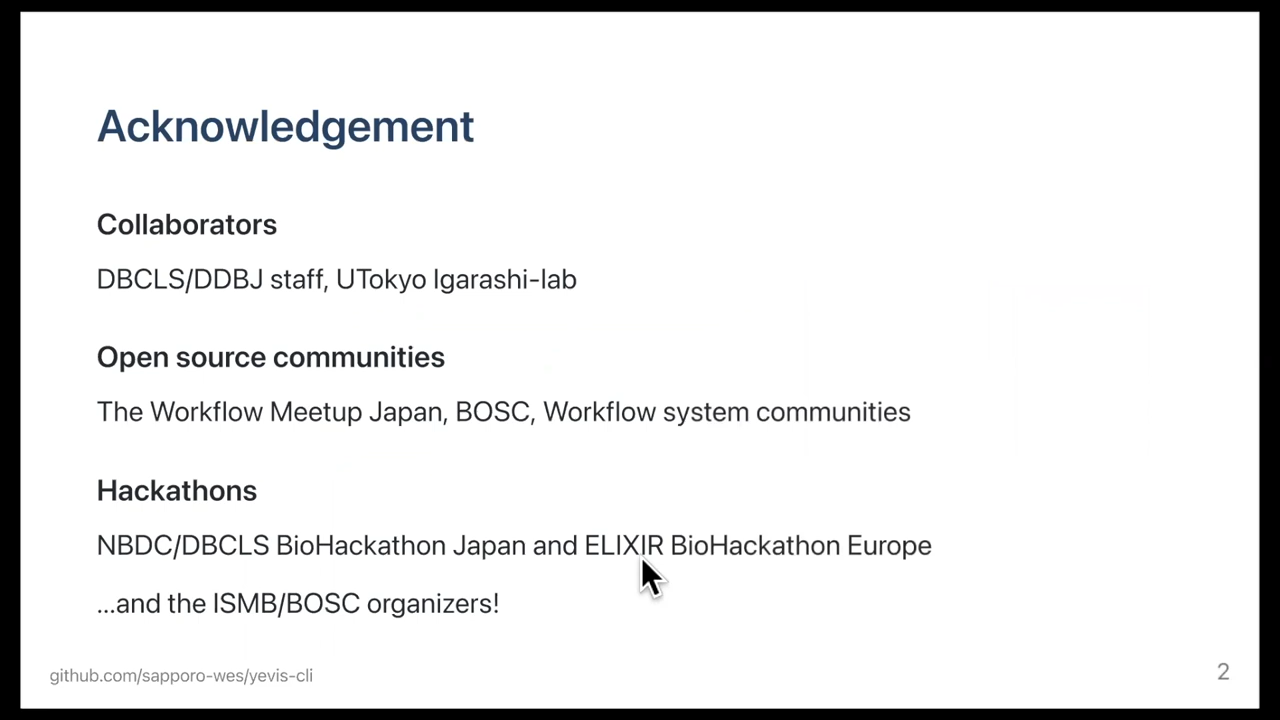 Acknowledgement
Collaborators
DBCLS/DDBJ staff, UTokyo Igarashi-lab
Open source communities
The Workflow Meetup Japan, BOSC, Workflow system communities
Hackathons
NBDC/DBCLS BioHackathon Japan and ELIXIR BioHackathon Europe
...and the ISMB/BOSC organizers!
github.com/sapporo-wes/yevis-cli
2